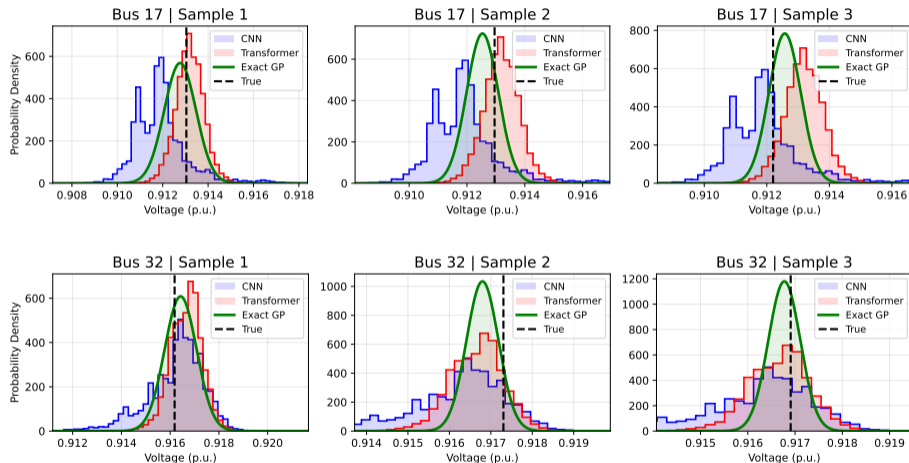 Bus 17 | Sample 1
Probability Density
600
400
200
0
0.908 0.910 0.912 0.914 0.916 0.918
Voltage (p.u.)
CNN
Transformer
Exact GP
True
Bus 17 | Sample 2
600
400
200
0
0.910 0.912 0.914 0.916
Voltage (p.u.)
CNN
Transformer
Exact GP
True
Bus 17 | Sample 3
800
600
400
200
0
0.910 0.912 0.914 0.916
Voltage (p.u.)
CNN
Transformer
Exact GP
True
Bus 32 | Sample 1
Probability Density
600
400
200
0
0.912 0.914 0.916 0.918 0.920
Voltage (p.u.)
CNN
Transformer
Exact GP
True
Bus 32 | Sample 2
1000
800
600
400
200
0
0.914 0.915 0.916 0.917 0.918 0.919
Voltage (p.u.)
CNN
Transformer
Exact GP
True
Bus 32 | Sample 3
1200
1000
800
600
400
200
0
0.915 0.916 0.917 0.918 0.919
Voltage (p.u.)
CNN
Transformer
Exact GP
True